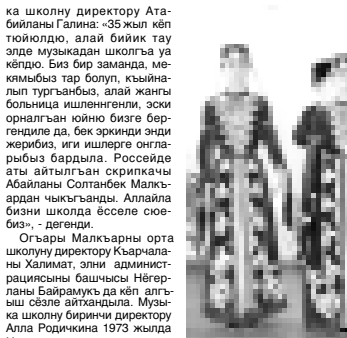 ка школну директору Ата-
бийланы Галина: «35 жыл кёп
тюйюлдю, алай бийик тау
элде музыкадан школгъа уа
кёпдю. Биз бир заманда, ме-
кямыбыз тар болуп, къыйна-
лып тургъанбыз, алай жангы
больница ишленнгенли, эски
орналгъан юйню бизге бер-
гендиле да, бек эркинди энди
жерибиз, иги ишлерге онгла-
рыбыз бардыла. Россейде
аты айтылгъан скрипкачы
Абайланы Солтанбек Малкъ-
ардан чыкъгъанды. Аллайла
бизни школда ёсселе сюе-
биз», - дегенди.
Огъары Малкъарны орта
школуну директору Къарчала-
ны Халимат, элни админист-
рациясыны башчысы Нёгер-
ланы Байрамукъ да кёп алгъ-
ыш сёзле айтхандыла. Музы-
ка школну биринчи директору
Алла Родичкина 1973 жылда